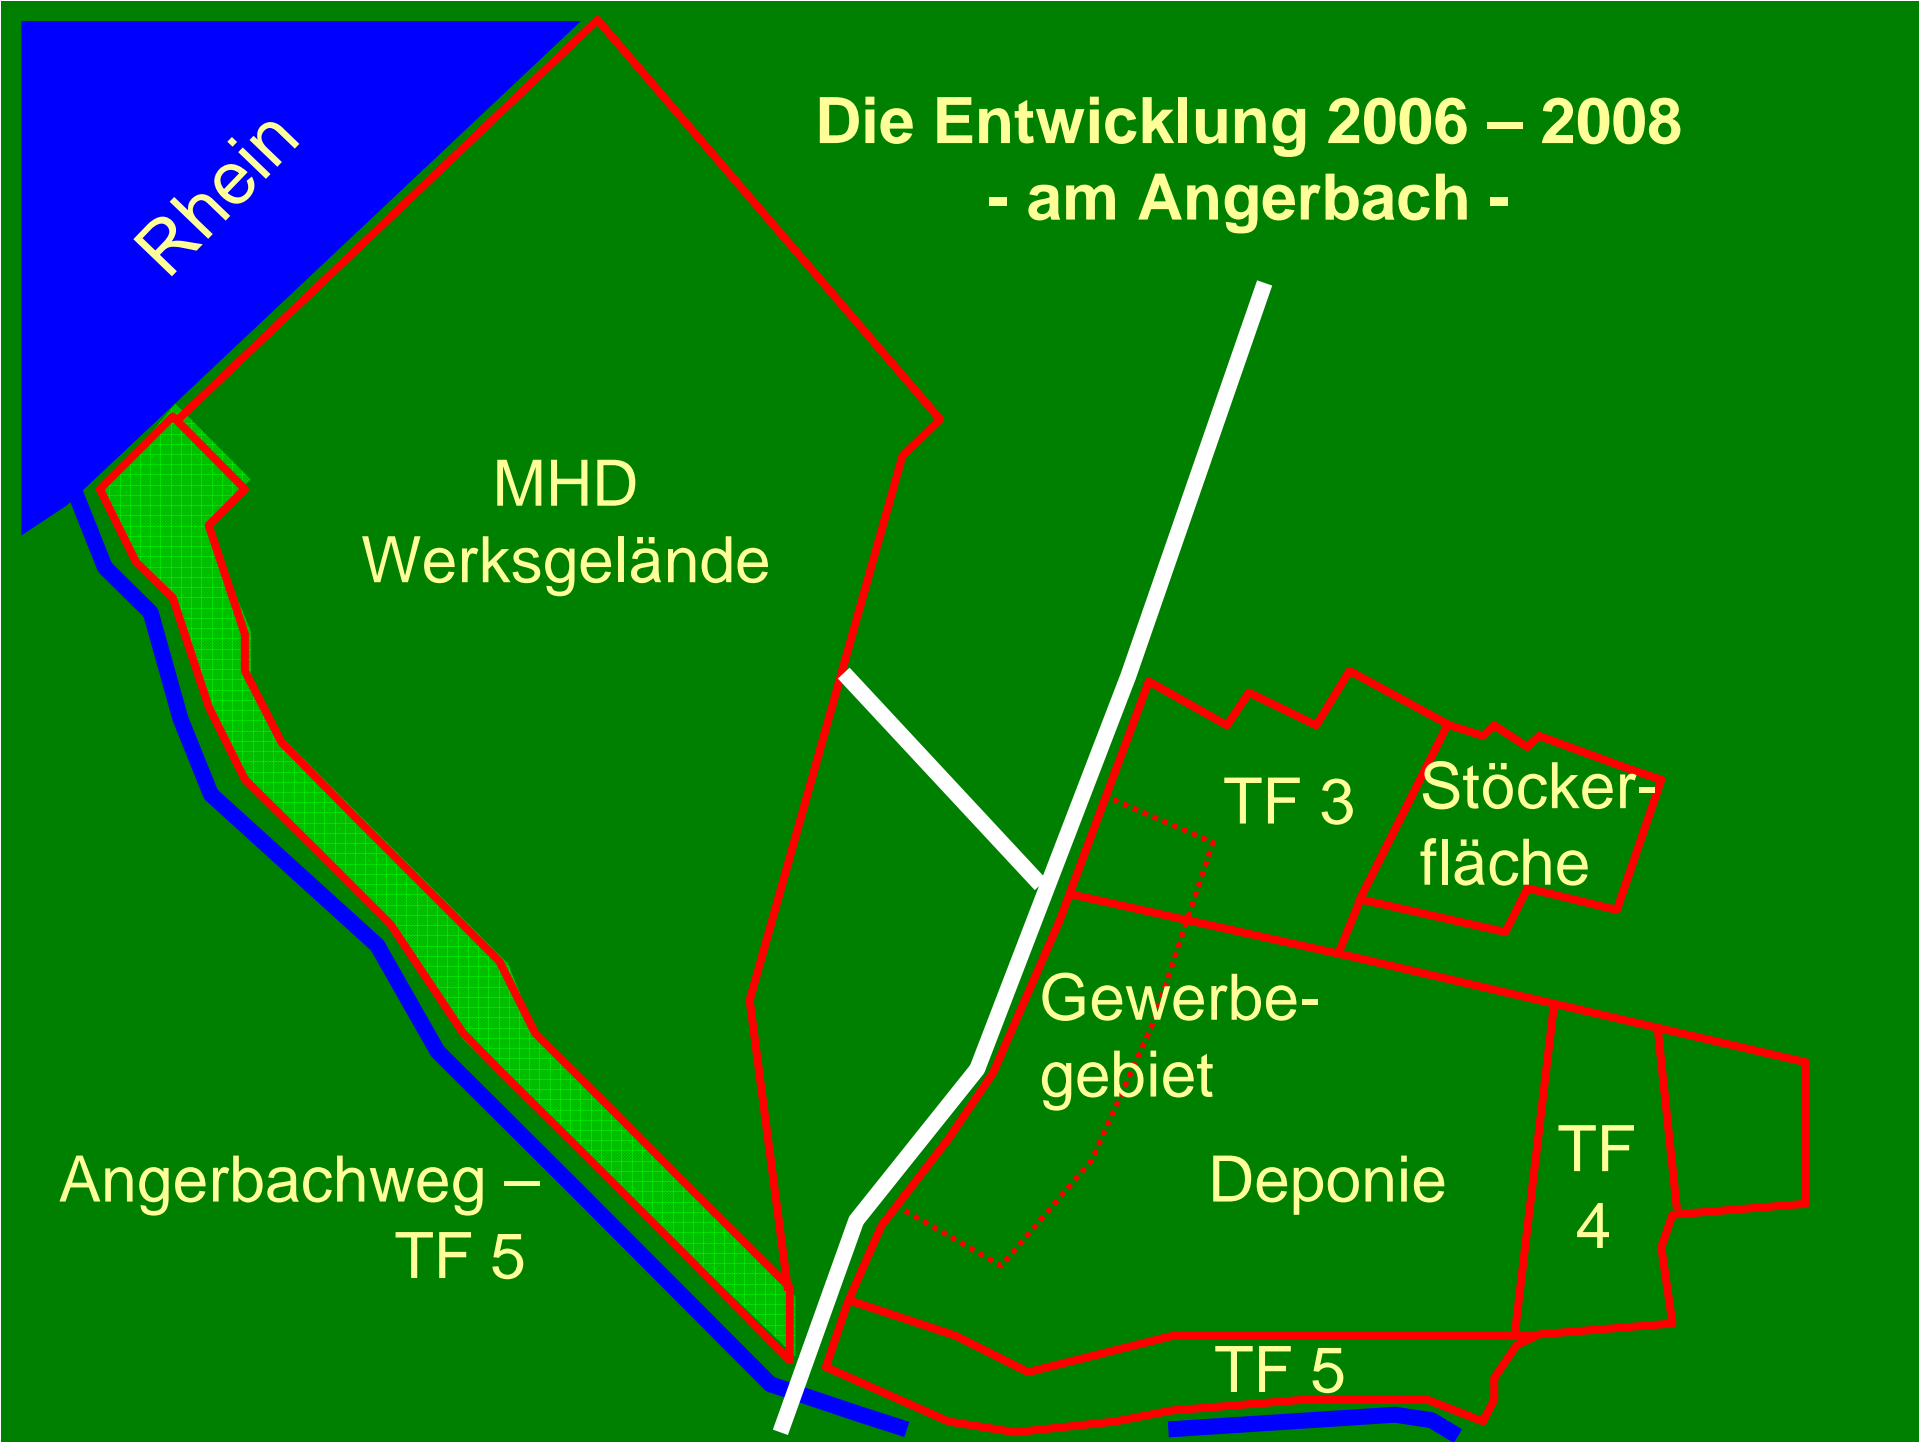 Die Entwicklung 2006 – 2008
- am Angerbach -
Rhein
MHD
Werksgelände
TF 3
Stöcker-
fläche
Gewerbe-
gebiet
Deponie
TF
4
Angerbachweg –
TF 5
TF 5